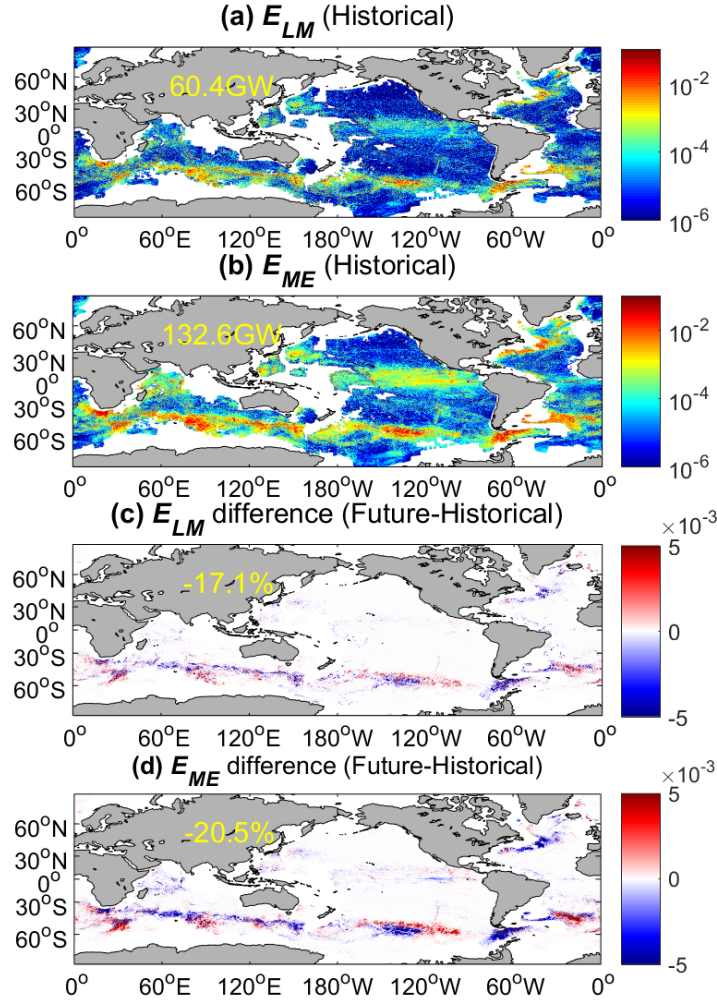 (a) E_LM (Historical)
60°N
30°N
0°
30°S
60°S
60.4GW
0° 60°E 120°E 180°W 120°W 60°W 0°
10⁻²
10⁻⁴
10⁻⁶
(b) E_ME (Historical)
60°N
30°N
0°
30°S
60°S
132.6GW
0° 60°E 120°E 180°W 120°W 60°W 0°
10⁻²
10⁻⁴
10⁻⁶
(c) E_LM difference (Future-Historical)
60°N
30°N
0°
30°S
60°S
-17.1%
0° 60°E 120°E 180°W 120°W 60°W 0°
×10⁻³
5
0
-5
(d) E_ME difference (Future-Historical)
60°N
30°N
0°
30°S
60°S
-20.5%
0° 60°E 120°E 180°W 120°W 60°W 0°
×10⁻³
5
0
-5